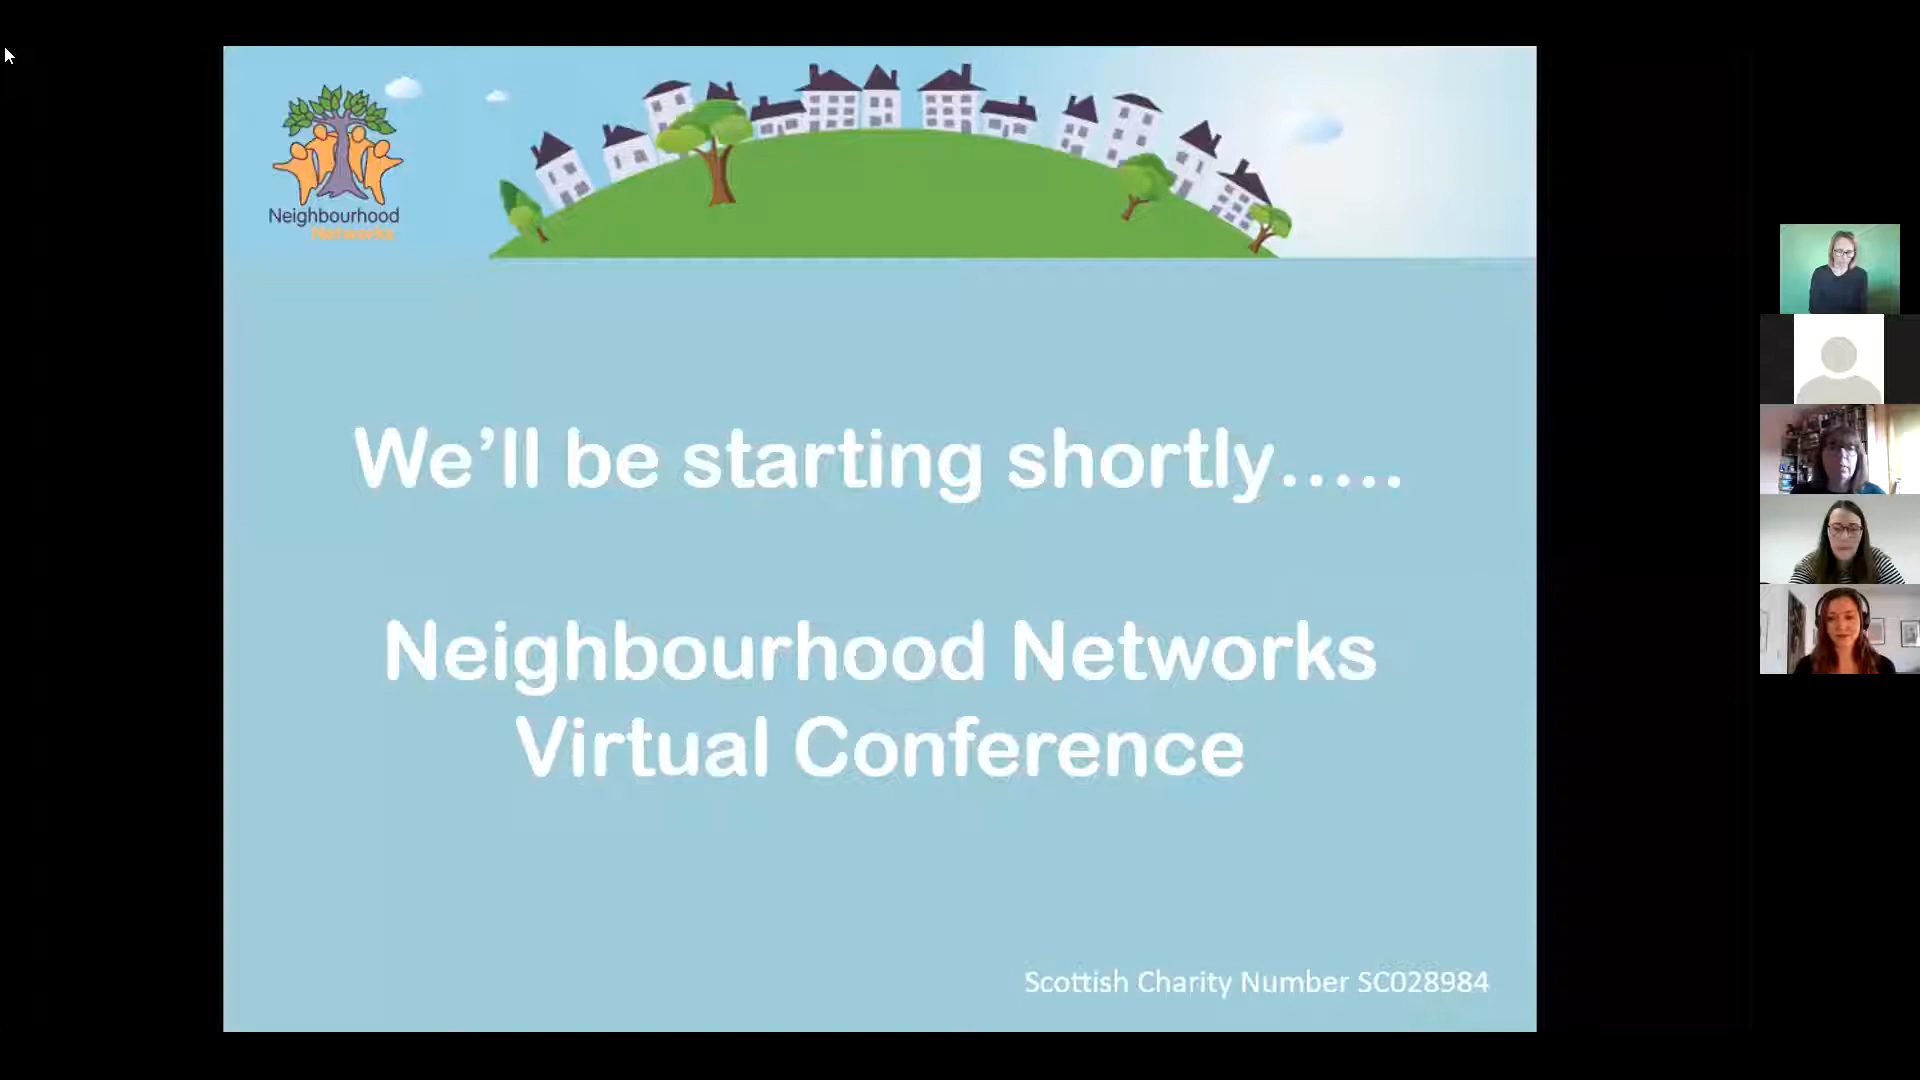 Neighbourhood
Networks
We’ll be starting shortly.....
Neighbourhood Networks
Virtual Conference
Scottish Charity Number SC028984